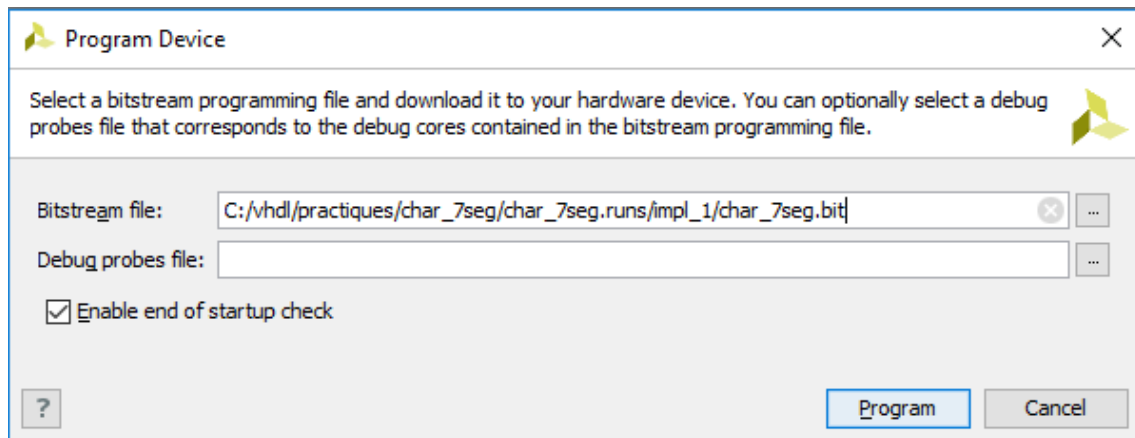 Program Device
Select a bitstream programming file and download it to your hardware device. You can optionally select a debug
probes file that corresponds to the debug cores contained in the bitstream programming file.
Bitstream file: C:/vhdl/practiques/char_7seg/char_7seg.runs/impl_1/char_7seg.bit ...
Debug probes file: ...
Enable end of startup check
? Program Cancel